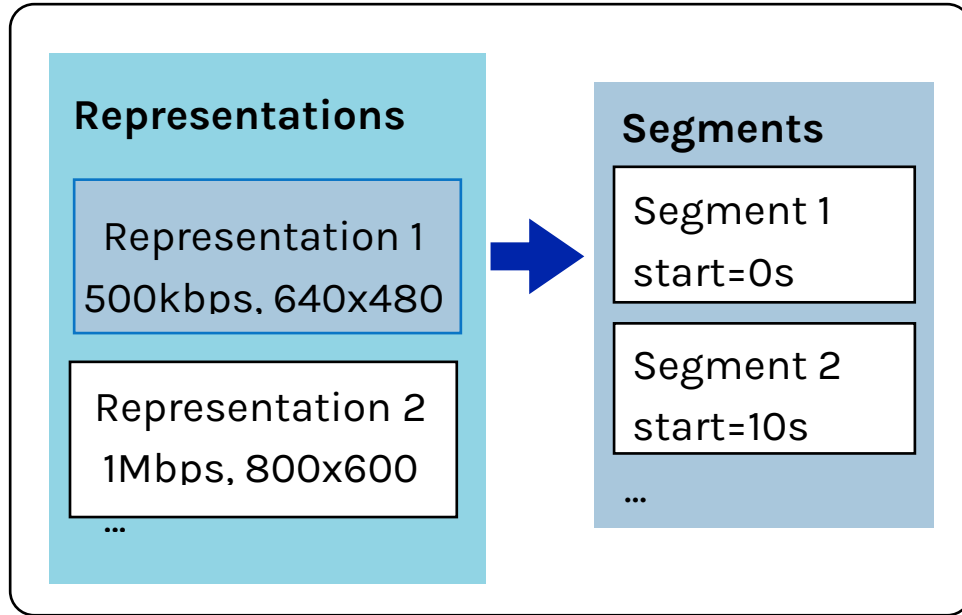 Representations
Representation 1
500kbps, 640x480
Representation 2
1Mbps, 800x600
...
Segments
Segment 1
start=0s
Segment 2
start=10s
...